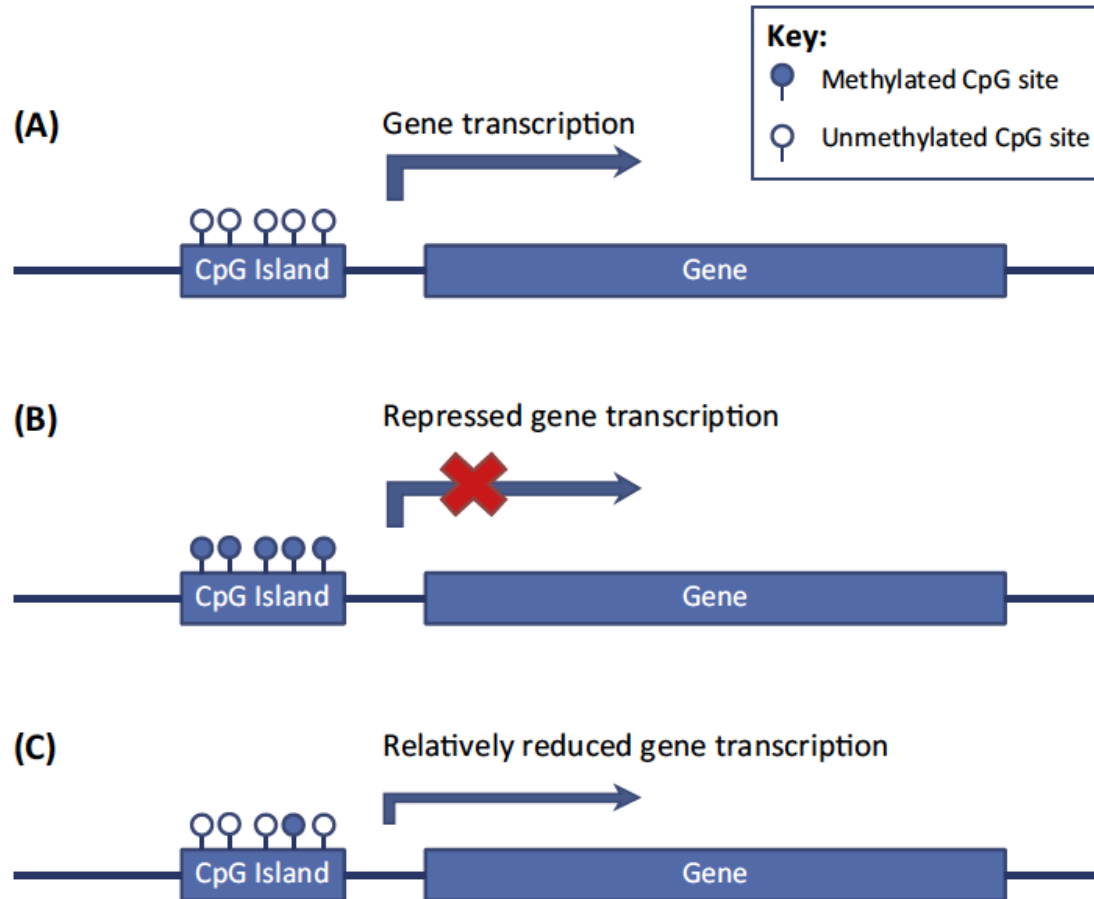 Key:
Methylated CpG site
Unmethylated CpG site
(A)
Gene transcription
CpG Island
Gene
(B)
Repressed gene transcription
CpG Island
Gene
(C)
Relatively reduced gene transcription
CpG Island
Gene